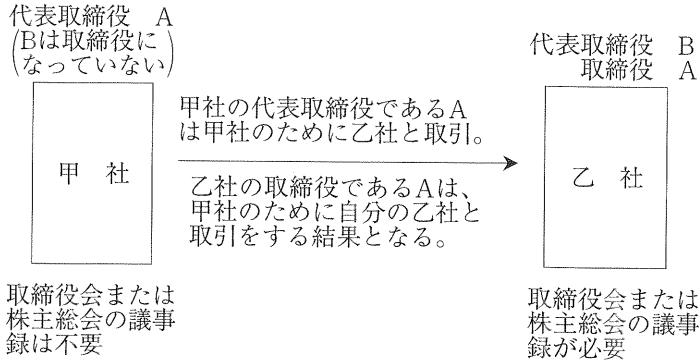 代表取締役　A
(Bは取締役に
なっていない)
甲　社
取締役会または
株主総会の議事
録は不要
甲社の代表取締役であるA
は甲社のために乙社と取引。
乙社の取締役であるAは、
甲社のために自分の乙社と
取引をする結果となる。
代表取締役　B
取締役　A
乙　社
取締役会または
株主総会の議事
録が必要